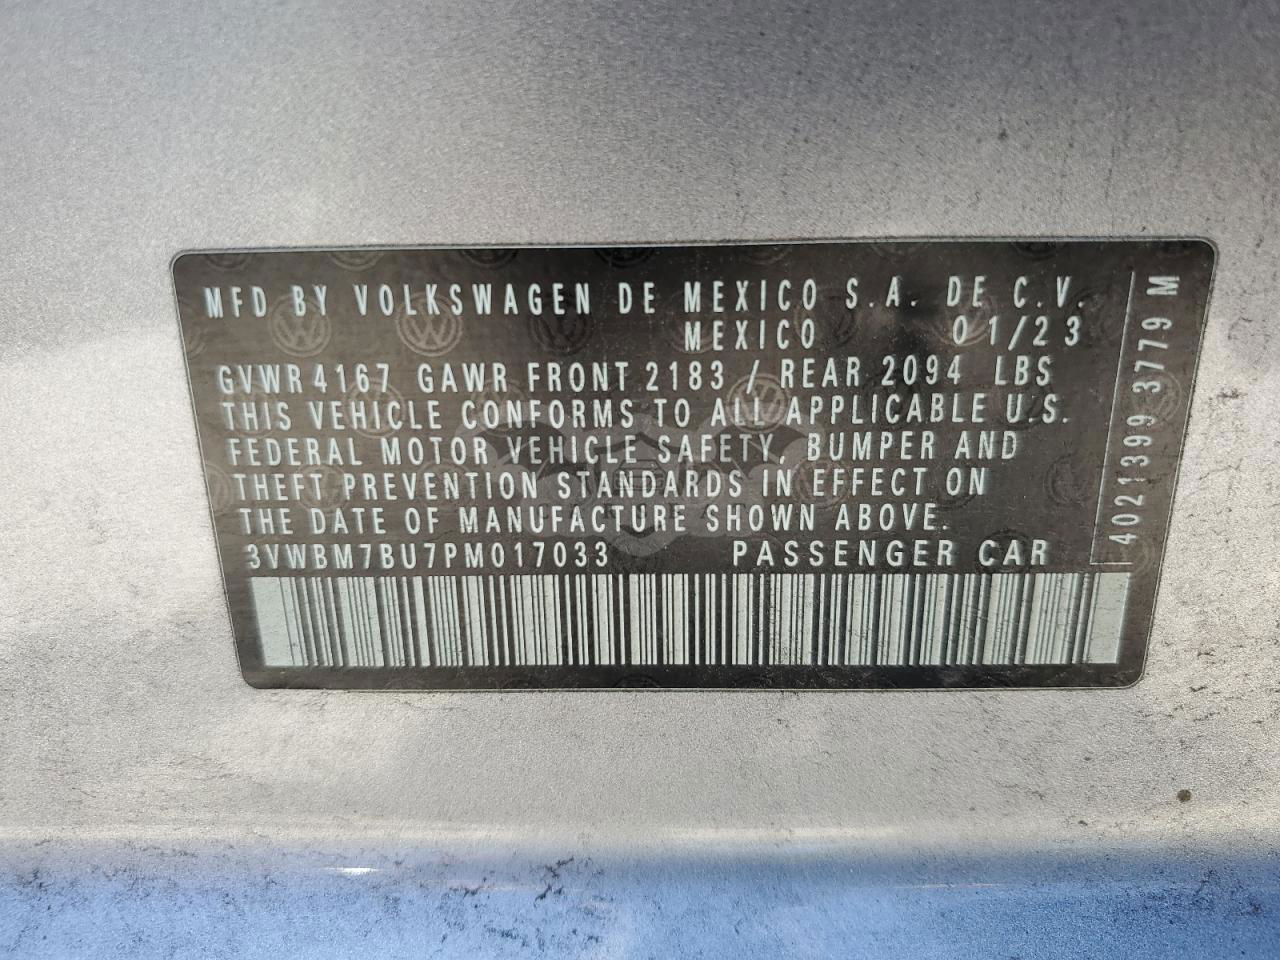 MFD BY VOLKSWAGEN DE MEXICO S.A. DE C.V.
MEXICO 01/23
GVWR 4167 GAWR FRONT 2183 / REAR 2094 LBS
THIS VEHICLE CONFORMS TO ALL APPLICABLE U.S.
FEDERAL MOTOR VEHICLE SAFETY, BUMPER AND
THEFT PREVENTION STANDARDS IN EFFECT ON
THE DATE OF MANUFACTURE SHOWN ABOVE.
3VWBM7BU7PM017033 PASSENGER CAR
4021399 3779 M